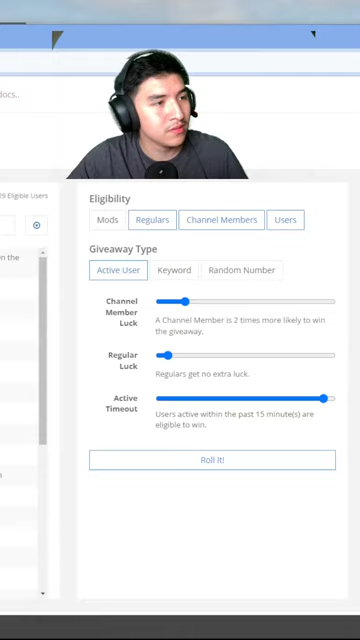 docs..
29 Eligible Users
Eligibility
Mods Regulars Channel Members Users
n the
Giveaway Type
Active User Keyword Random Number
Channel
Member
Luck
A Channel Member is 2 times more likely to win
the giveaway.
Regular
Luck
Regulars get no extra luck.
Active
Timeout
Users active within the past 15 minute(s) are
eligible to win.
Roll It!